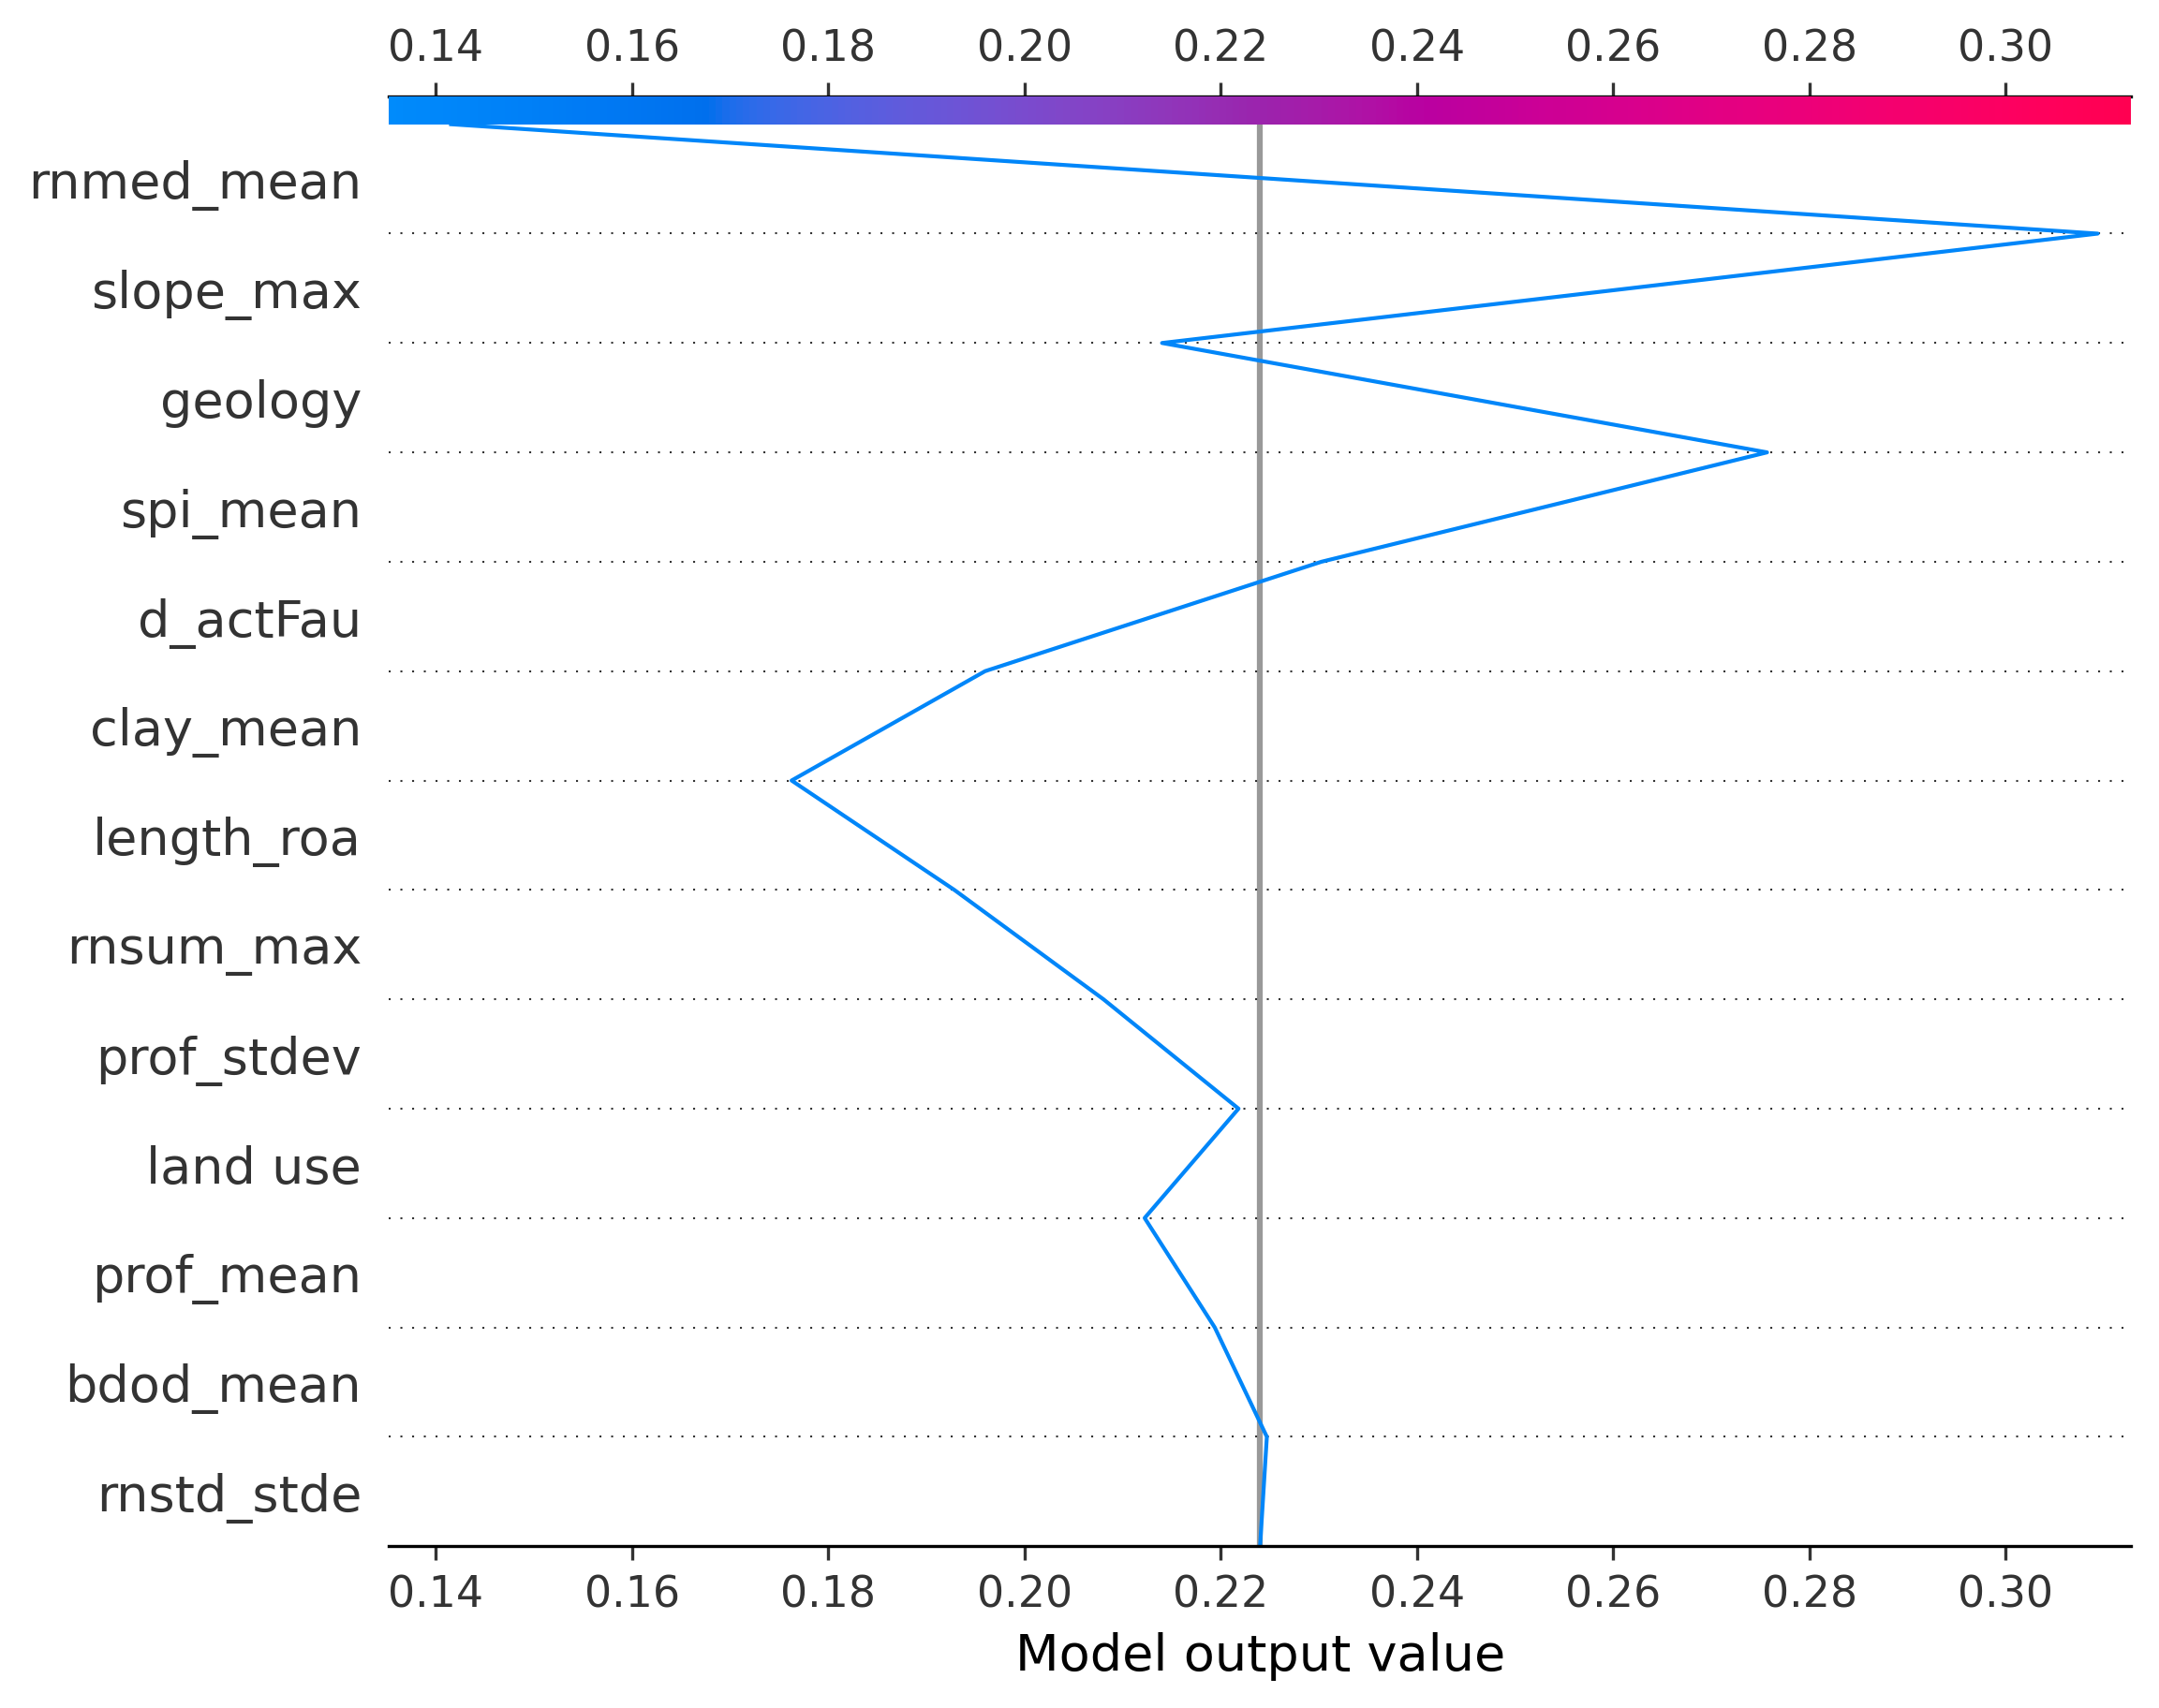 0.14 0.16 0.18 0.20 0.22 0.24 0.26 0.28 0.30
rnmed_mean
slope_max
geology
spi_mean
d_actFau
clay_mean
length_roa
rnsum_max
prof_stdev
land use
prof_mean
bdod_mean
rnstd_stde
0.14 0.16 0.18 0.20 0.22 0.24 0.26 0.28 0.30
Model output value